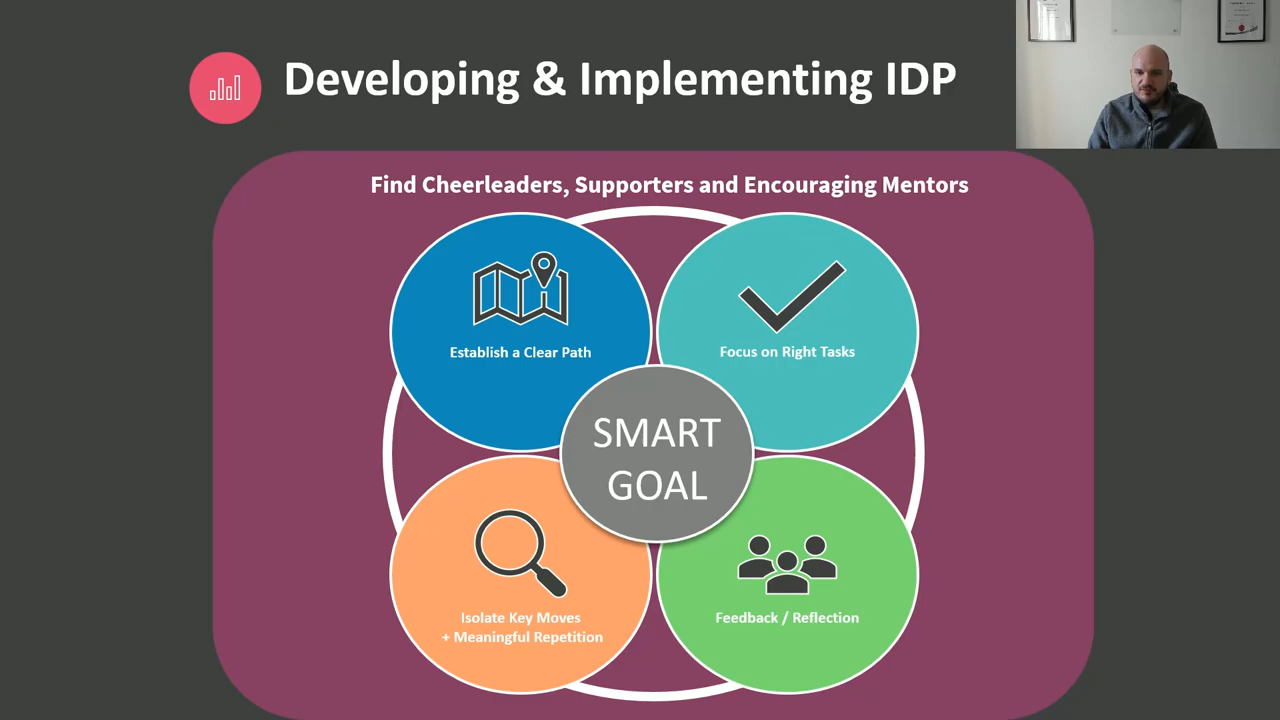 Developing & Implementing IDP
Find Cheerleaders, Supporters and Encouraging Mentors
Establish a Clear Path
Focus on Right Tasks
SMART
GOAL
Isolate Key Moves
+ Meaningful Repetition
Feedback / Reflection